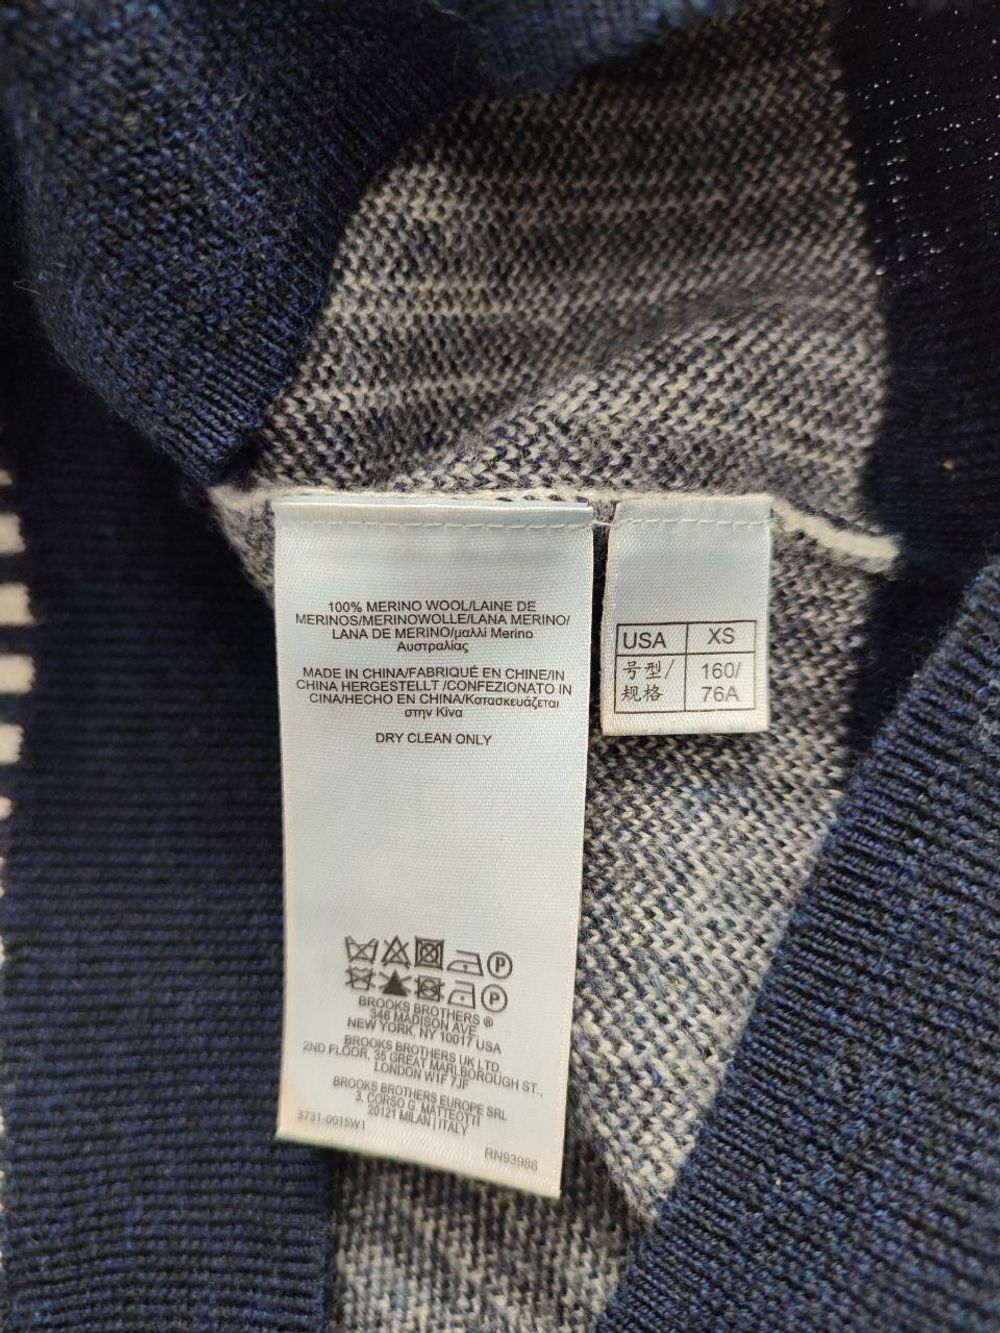 100% MERINO WOOL/LAINE DE
MERINOS/MERINOWOLLE/LANA MERINO/
LANA DE MERINO/μαλλί Merino
Αυστραλίας
MADE IN CHINA/FABRIQUÉ EN CHINE/IN
CHINA HERGESTELLT /CONFEZIONATO IN
CINA/HECHO EN CHINA/Κατασκευάζεται
στην Κίνα
DRY CLEAN ONLY
P
P
BROOKS BROTHERS ®
346 MADISON AVE
NEW YORK, NY 10017 USA
BROOKS BROTHERS UK LTD.
2ND FLOOR, 35 GREAT MARLBOROUGH ST.,
LONDON W1F 7JF
BROOKS BROTHERS EUROPE SRL
3, CORSO G. MATTEOTTI
20121 MILAN | ITALY
3731-001SW1
RN93986
USA XS
号型/ 160/
规格 76A